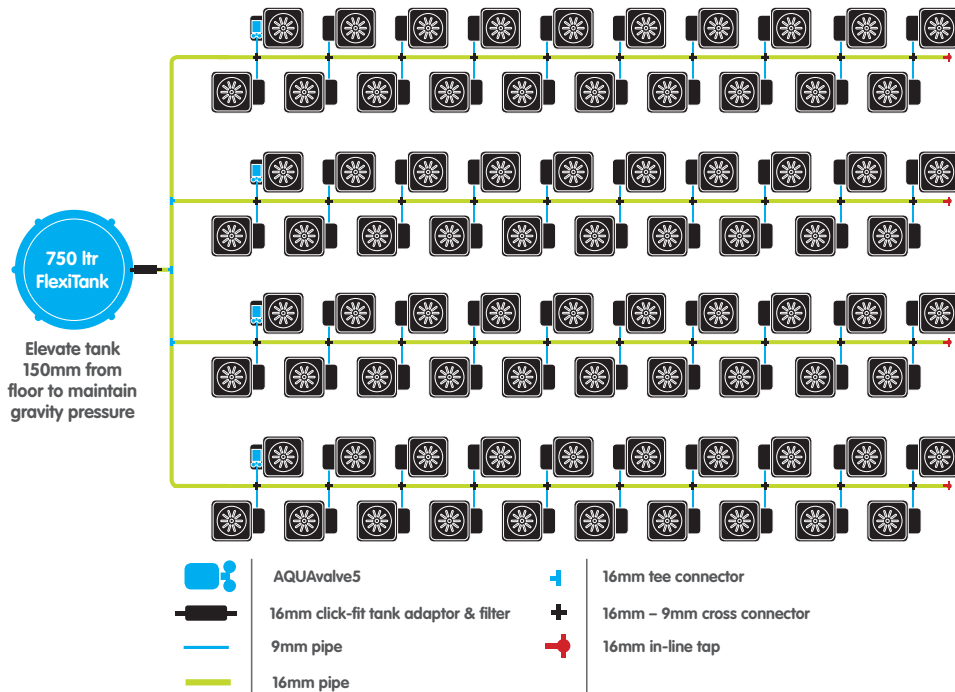 750 ltr
FlexiTank
Elevate tank
150mm from
floor to maintain
gravity pressure
AQUAvalve5
16mm click-fit tank adaptor & filter
9mm pipe
16mm pipe
16mm tee connector
16mm – 9mm cross connector
16mm in-line tap